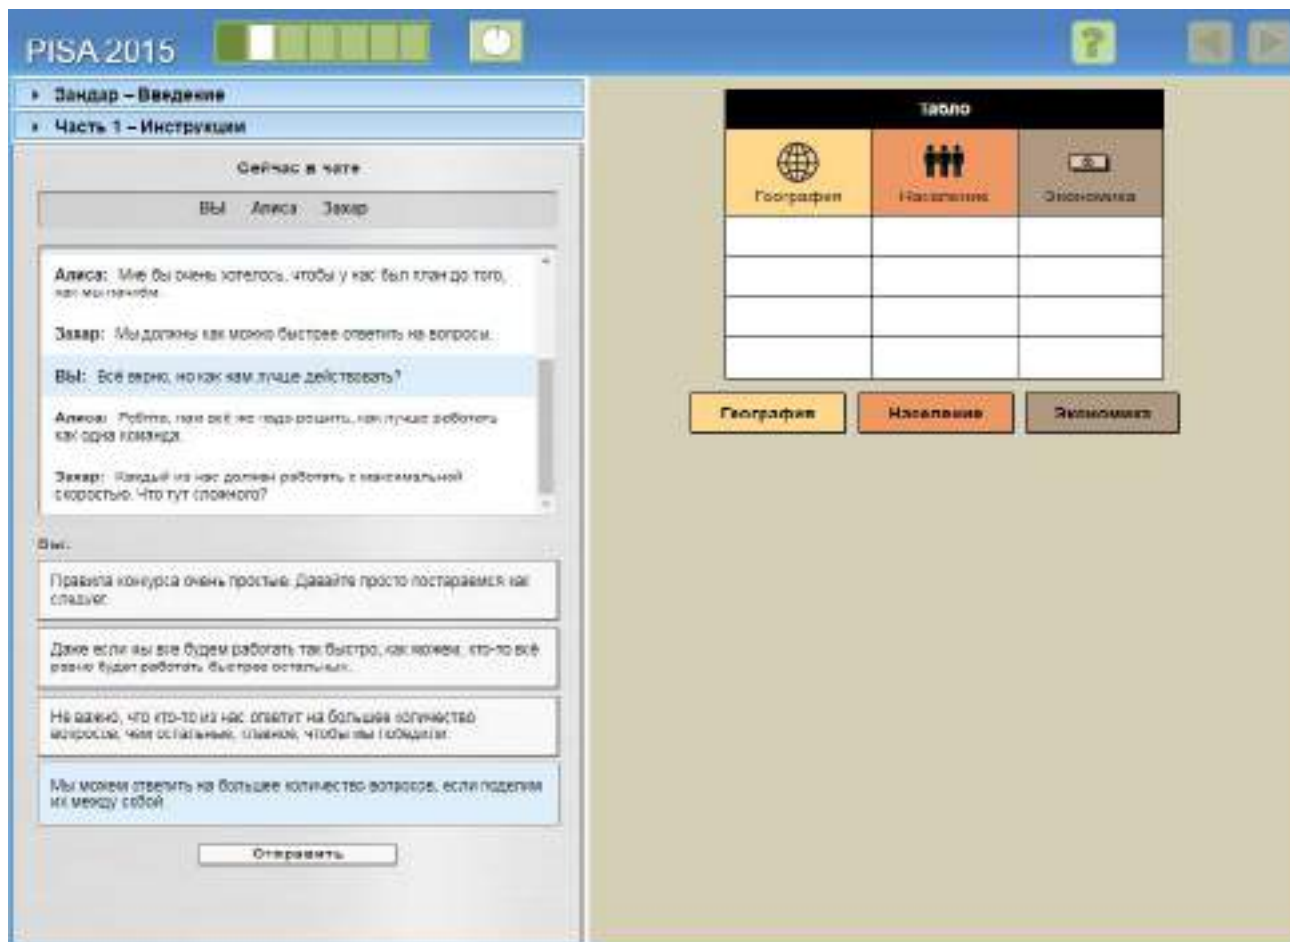 PISA 2015
Зандар – Введение
Часть 1 – Инструкции
Сейчас в чате
ВЫ Алиса Захар
Алиса: Мне бы очень хотелось, чтобы у нас был план до того,
как мы начнём.
Захар: Мы должны как можно быстрее ответить на вопросы.
ВЫ: Всё верно, но как нам лучше действовать?
Алиса: Ребята, нам всё же надо решить, как лучше работать
как одна команда.
Захар: Каждый из нас должен работать с максимальной
скоростью. Что тут сложного?
Вы:
Правила конкурса очень простые. Давайте просто постараемся как
следует.
Даже если мы все будем работать так быстро, как можем, кто-то всё
равно будет работать быстрее остальных.
Не важно, что кто-то из нас ответит на большее количество
вопросов, чем остальные, главное, чтобы мы победили.
Мы можем ответить на большее количество вопросов, если поделим
их между собой.
Отправить
?
Табло
География Население Экономика
География Население Экономика